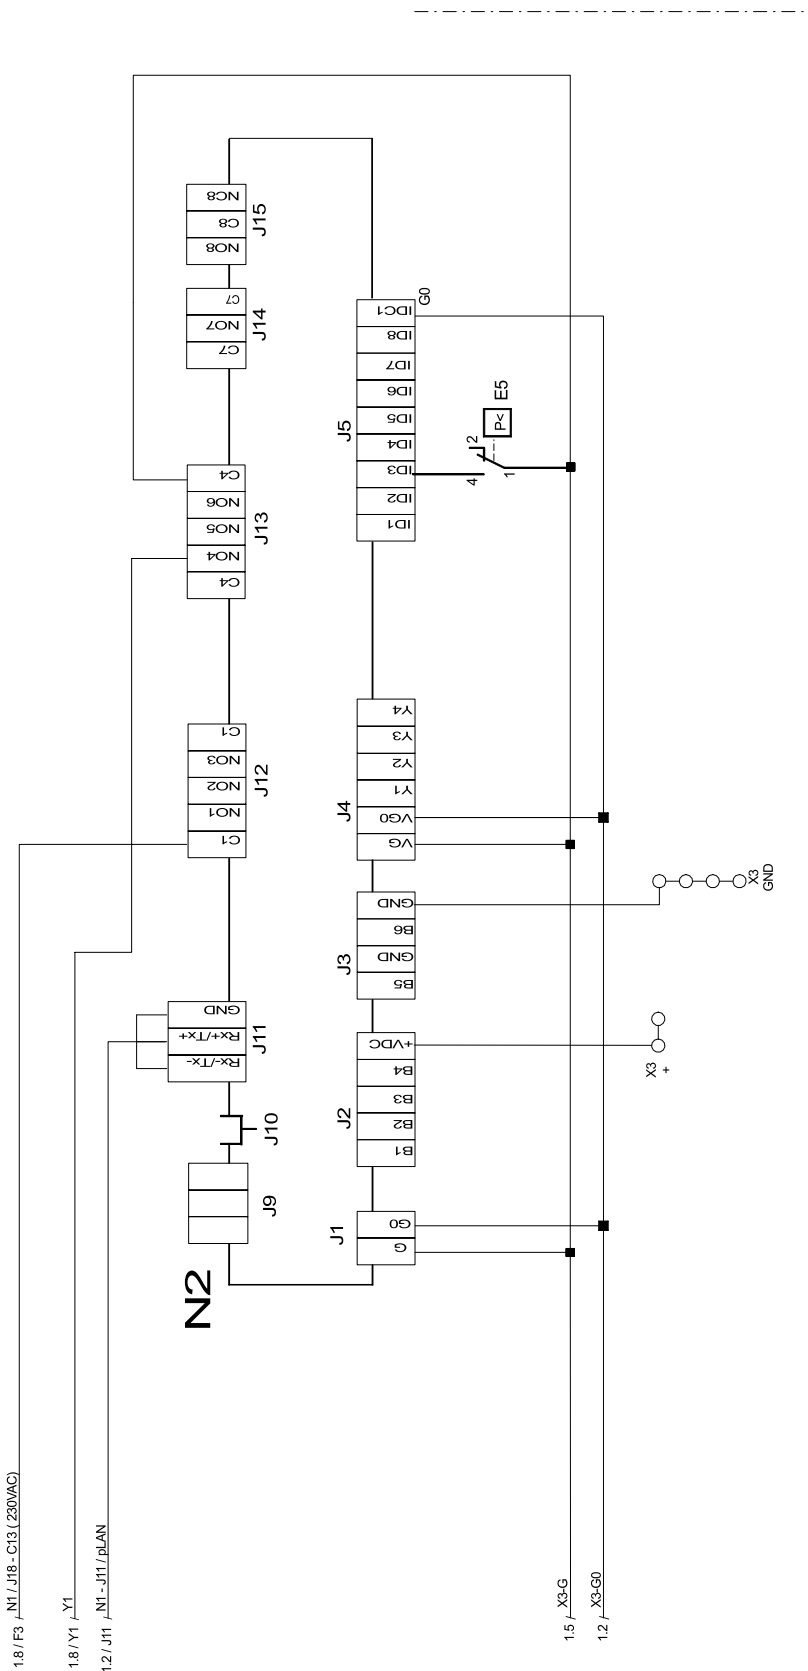 N2
J9
J10
J11
Rx-/Tx-
Rx+/Tx+
GND
J12
C1
NO1
NO2
NO3
C1
J13
C4
NO4
NO5
NO6
C4
J14
C7
NO7
C7
J15
NO8
C8
NC8
J1
G
G0
J2
B1
B2
B3
B4
+VDC
J3
B5
GND
B6
GND
J4
VG
VG0
Y1
Y2
Y3
Y4
J5
ID1
ID2
ID3
ID4
ID5
ID6
ID7
ID8
IDC1
G0
4
2
1
P<
E5
X3
+
X3
GND
1.8 / F3
N1 / J18 - C13 ( 230VAC)
1.8 / Y1
Y1
1.2 / J11
N1 - J11 / pLAN
1.5 /
X3-G
1.2 /
X3-G0